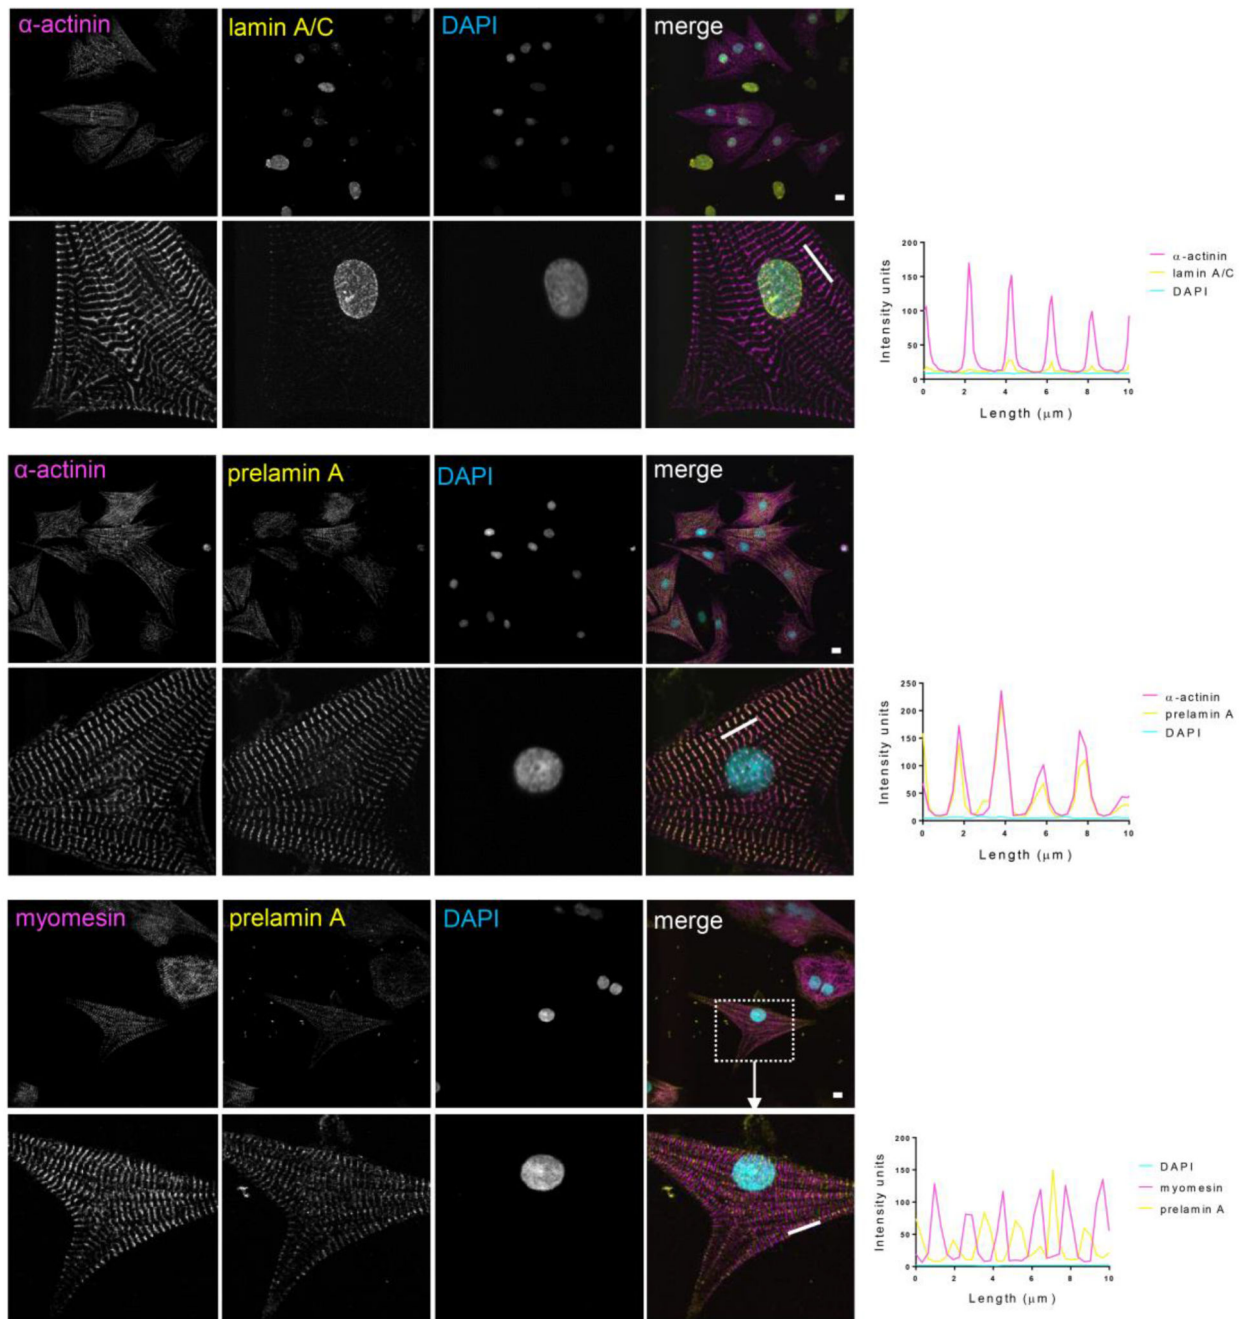 α-actinin lamin A/C DAPI merge
200
150
100
50
0
Intensity units
0 2 4 6 8 10
Length (μm)
α-actinin
lamin A/C
DAPI
α-actinin prelamin A DAPI merge
250
200
150
100
50
0
Intensity units
0 2 4 6 8 10
Length (μm)
α-actinin
prelamin A
DAPI
myomesin prelamin A DAPI merge
200
150
100
50
0
Intensity units
0 2 4 6 8 10
Length (μm)
DAPI
myomesin
prelamin A